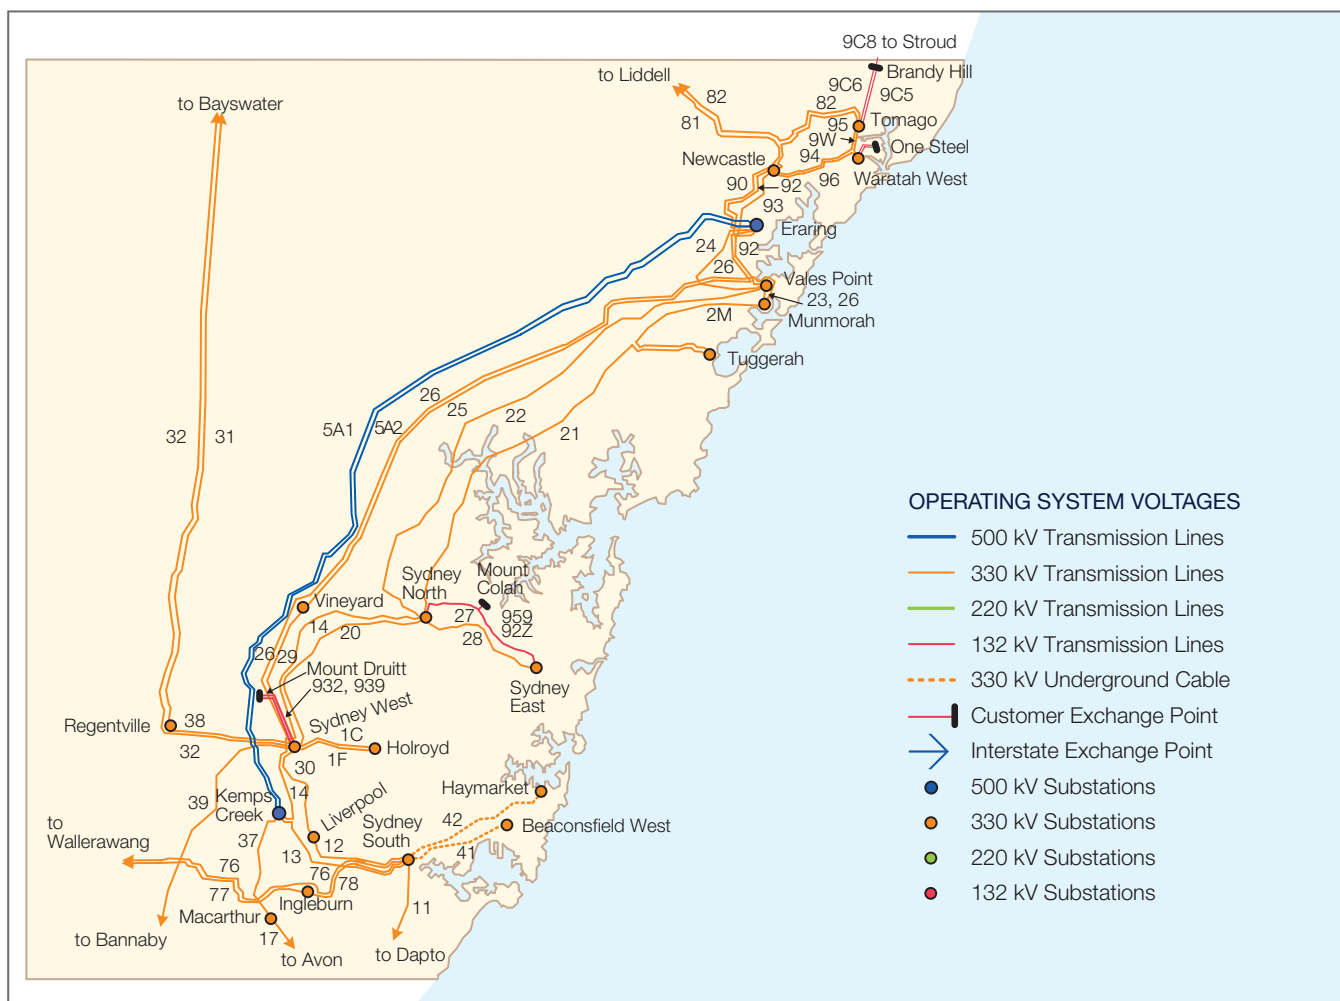 9C8 to Stroud
to Liddell
Brandy Hill
9C6
9C5
82
82
to Bayswater
81
95
Tomago
9W
One Steel
94
Newcastle
96
Waratah West
90
92
93
Eraring
24
92
26
Vales Point
23, 26
2M
Munmorah
Tuggerah
26
25
22
21
5A1
5A2
32
31
OPERATING SYSTEM VOLTAGES
500 kV Transmission Lines
330 kV Transmission Lines
220 kV Transmission Lines
132 kV Transmission Lines
330 kV Underground Cable
Customer Exchange Point
Interstate Exchange Point
500 kV Substations
330 kV Substations
220 kV Substations
132 kV Substations
Sydney
North
Mount
Colah
Vineyard
14
20
27
959
92Z
28
26
29
Mount Druitt
932, 939
Sydney
East
Sydney West
Regentville
38
32
1C
1F
Holroyd
30
14
39
Kemps
Creek
Liverpool
Haymarket
to
Wallerawang
37
13
12
Sydney
South
42
41
Beaconsfield West
76
77
76
78
Ingleburn
Macarthur
11
17
to Bannaby
to Avon
to Dapto